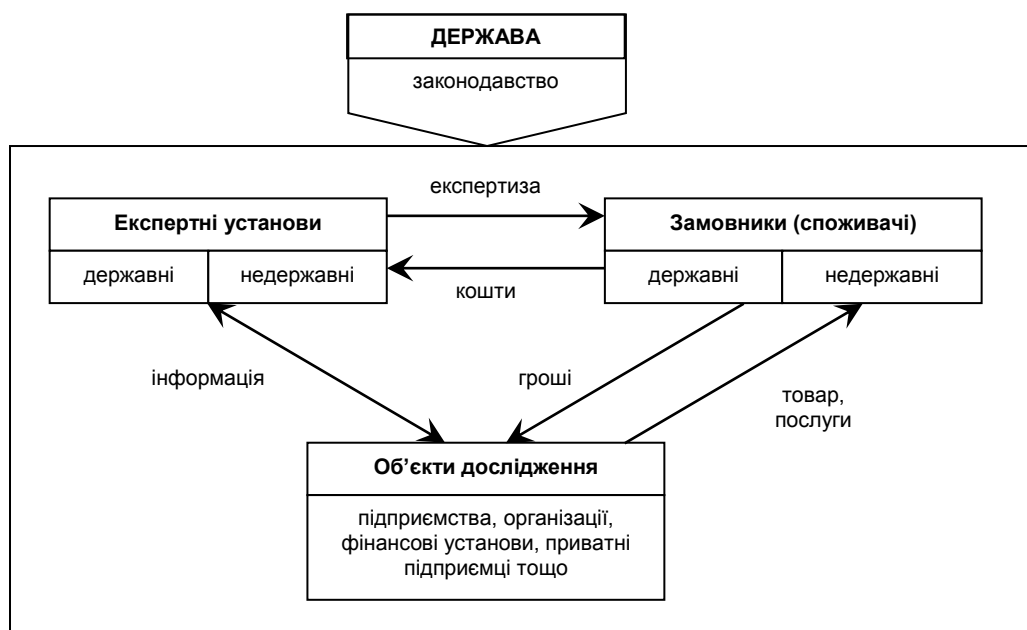 ДЕРЖАВА
законодавство
експертиза
Експертні установи
державні
недержавні
Замовники (споживачі)
державні
недержавні
кошти
інформація
гроші
товар,
послуги
Об’єкти дослідження
підприємства, організації,
фінансові установи, приватні
підприємці тощо